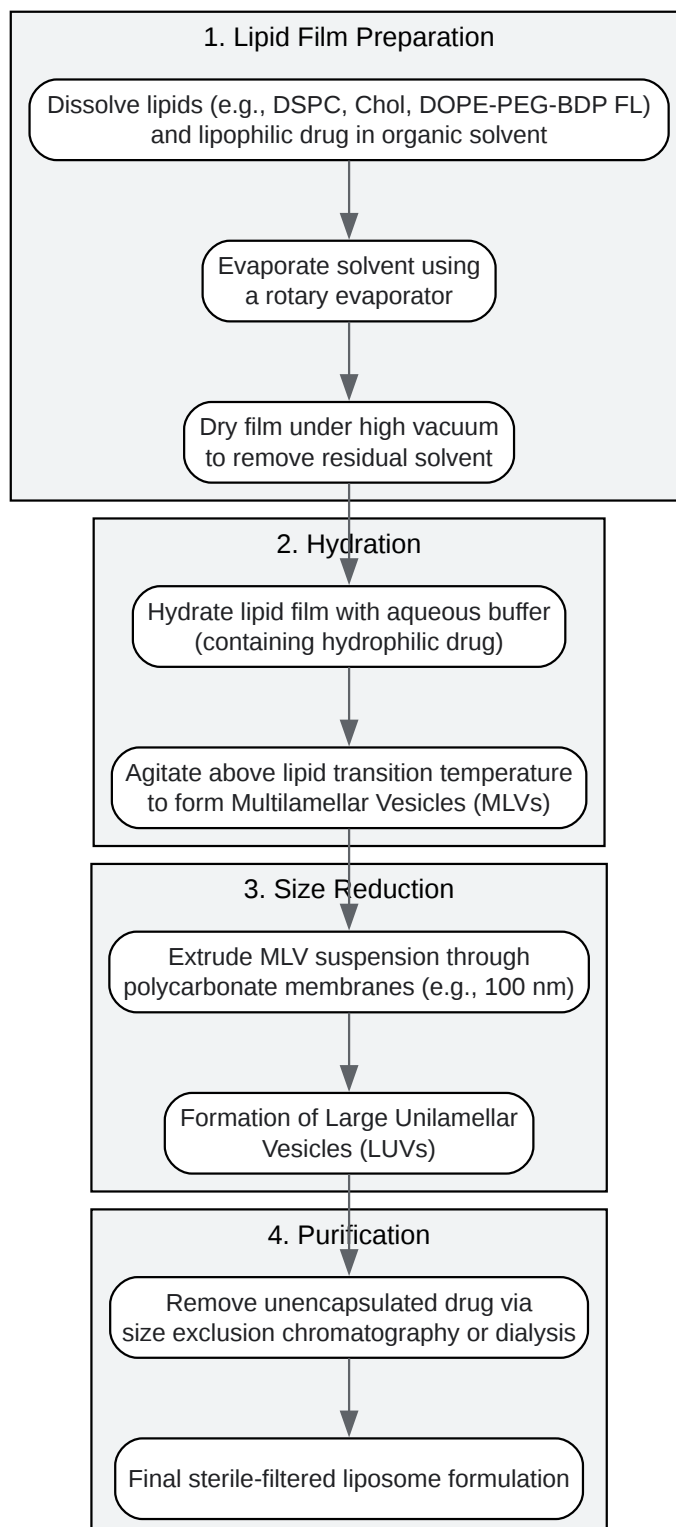 1. Lipid Film Preparation
Dissolve lipids (e.g., DSPC, Chol, DOPE-PEG-BDP FL)
and lipophilic drug in organic solvent
Evaporate solvent using
a rotary evaporator
Dry film under high vacuum
to remove residual solvent
2. Hydration
Hydrate lipid film with aqueous buffer
(containing hydrophilic drug)
Agitate above lipid transition temperature
to form Multilamellar Vesicles (MLVs)
3. Size Reduction
Extrude MLV suspension through
polycarbonate membranes (e.g., 100 nm)
Formation of Large Unilamellar
Vesicles (LUVs)
4. Purification
Remove unencapsulated drug via
size exclusion chromatography or dialysis
Final sterile-filtered liposome formulation